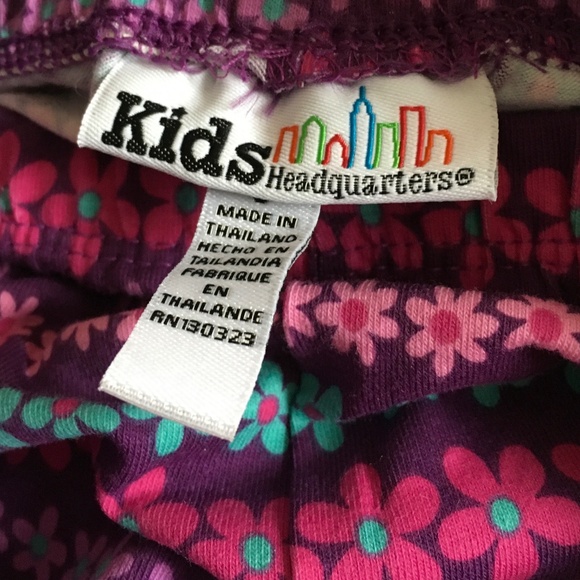 Kids
Headquarters®
MADE IN
THAILAND
HECHO EN
TAILANDIA
FABRIQUE
EN
THAILANDE
RN130323